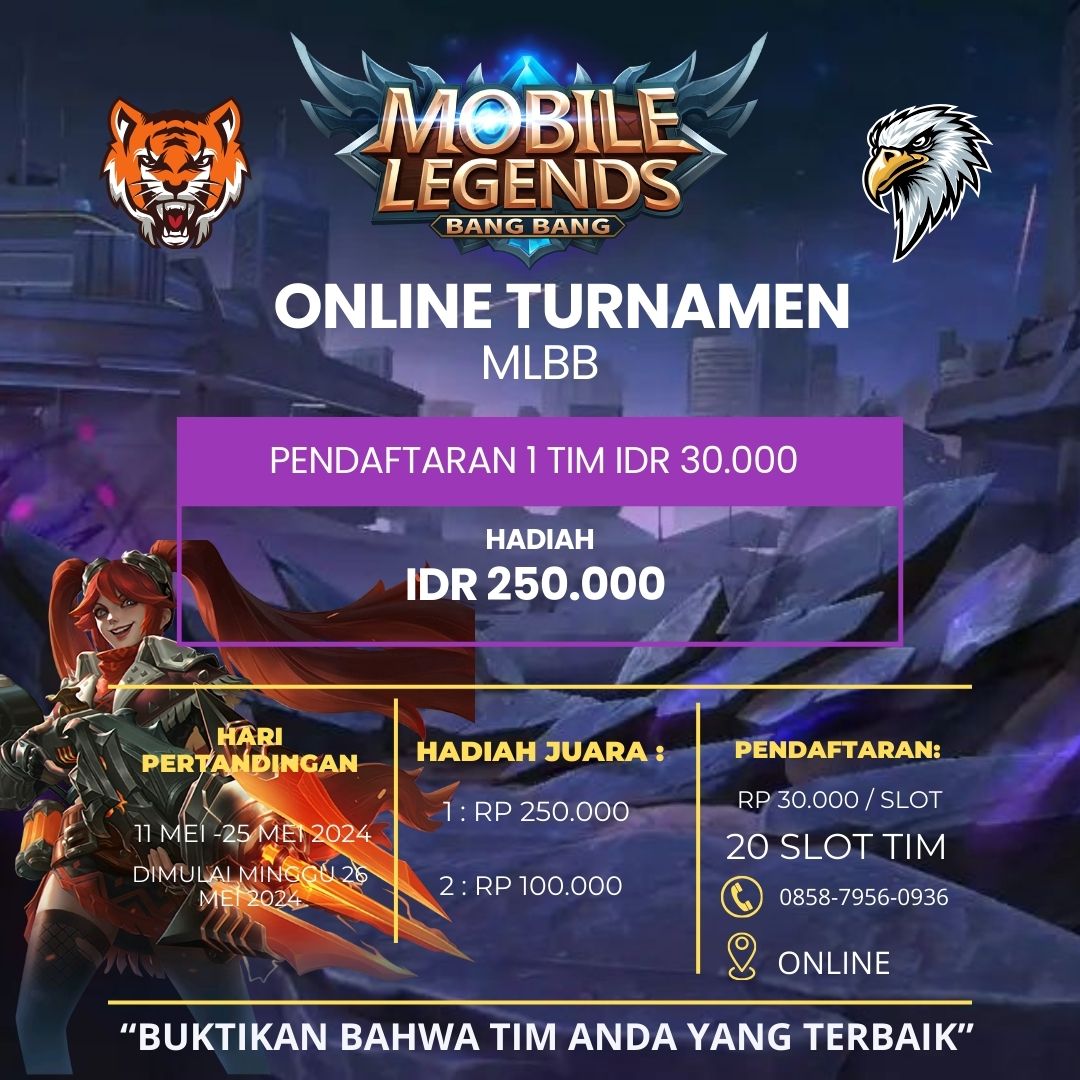 MOBILE
LEGENDS
BANG BANG
ONLINE TURNAMEN
MLBB
PENDAFTARAN 1 TIM IDR 30.000
HADIAH
IDR 250.000
HARI
PERTANDINGAN
11 MEI -25 MEI 2024
DIMULAI MINGGU 26
MEI 2024.
HADIAH JUARA :
1 : RP 250.000
2 : RP 100.000
PENDAFTARAN:
RP 30.000 / SLOT
20 SLOT TIM
0858-7956-0936
ONLINE
“BUKTIKAN BAHWA TIM ANDA YANG TERBAIK”